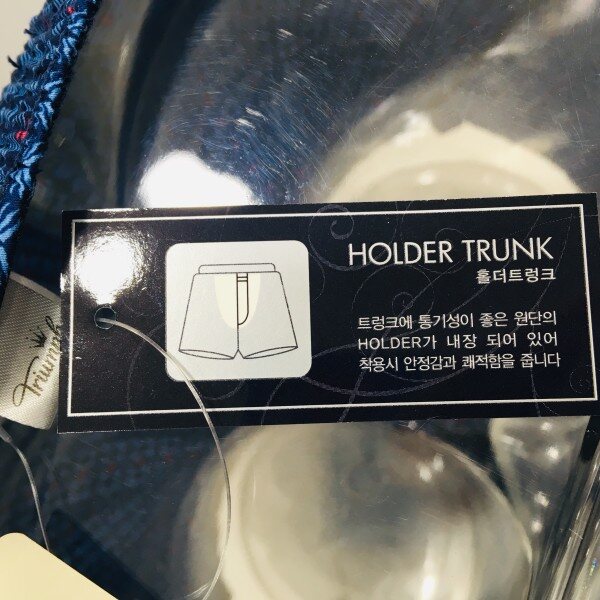 HOLDER TRUNK
홀더트렁크
트렁크에 통기성이 좋은 원단의
HOLDER가 내장 되어 있어
착용시 안정감과 쾌적함을 줍니다
Triumph